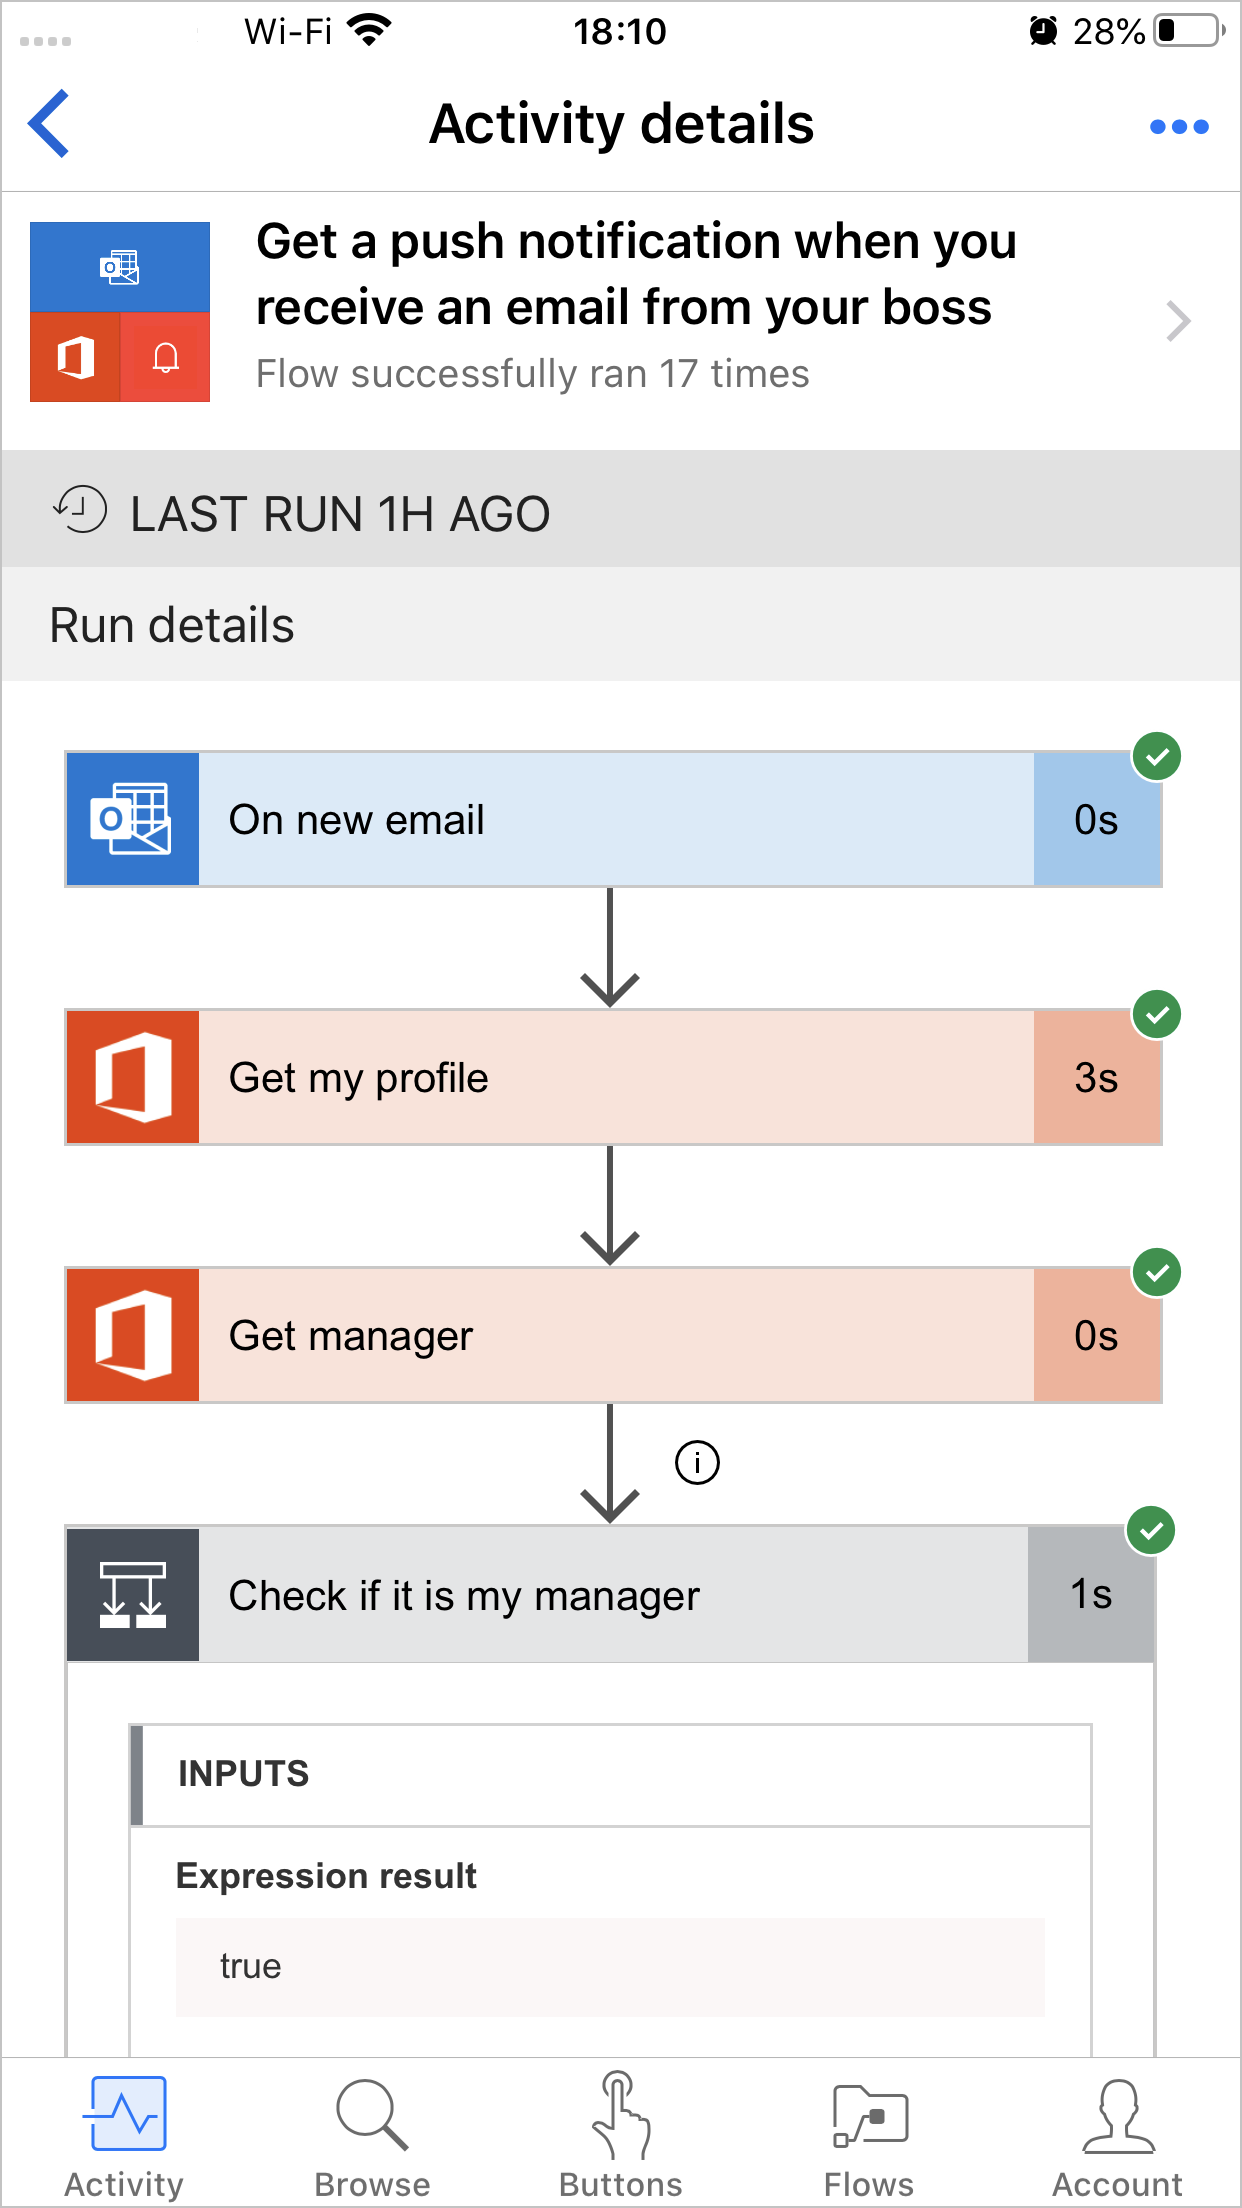 Wi-Fi 18:10 28%
Activity details
Get a push notification when you
receive an email from your boss
Flow successfully ran 17 times
LAST RUN 1H AGO
Run details
On new email 0s
Get my profile 3s
Get manager 0s
Check if it is my manager 1s
INPUTS
Expression result
true
Activity Browse Buttons Flows Account